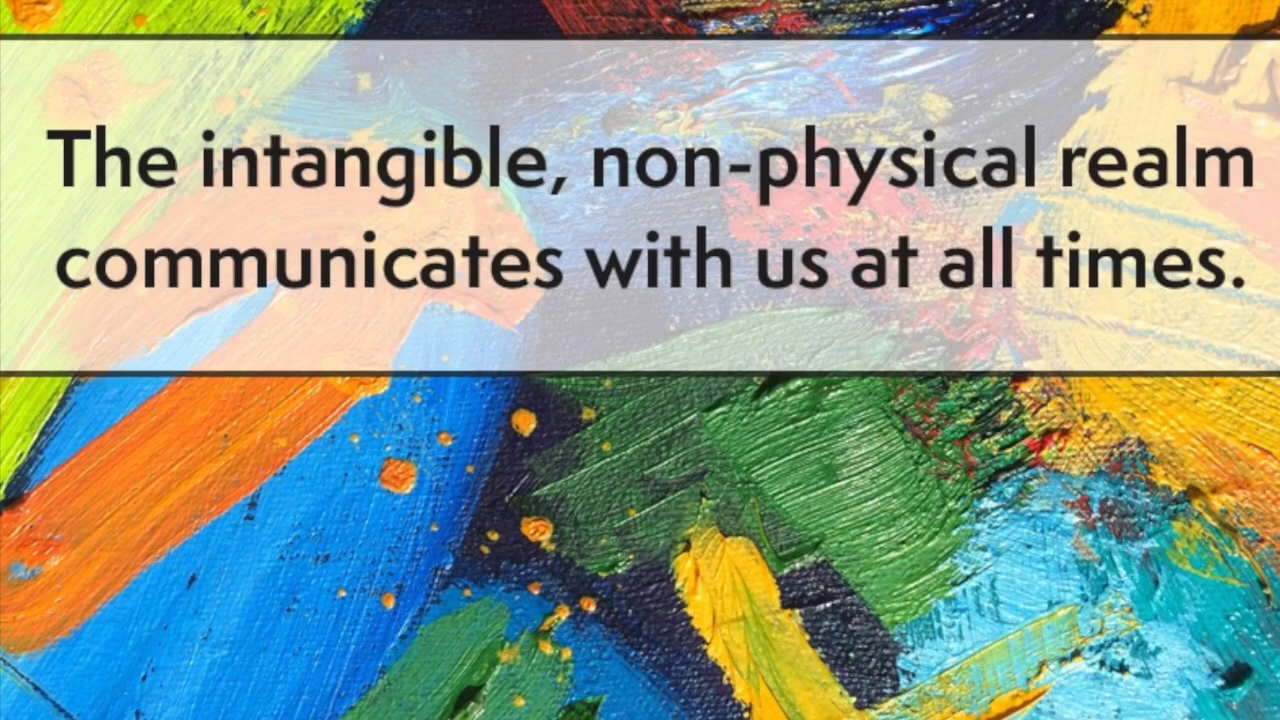 The intangible, non-physical realm
communicates with us at all times.